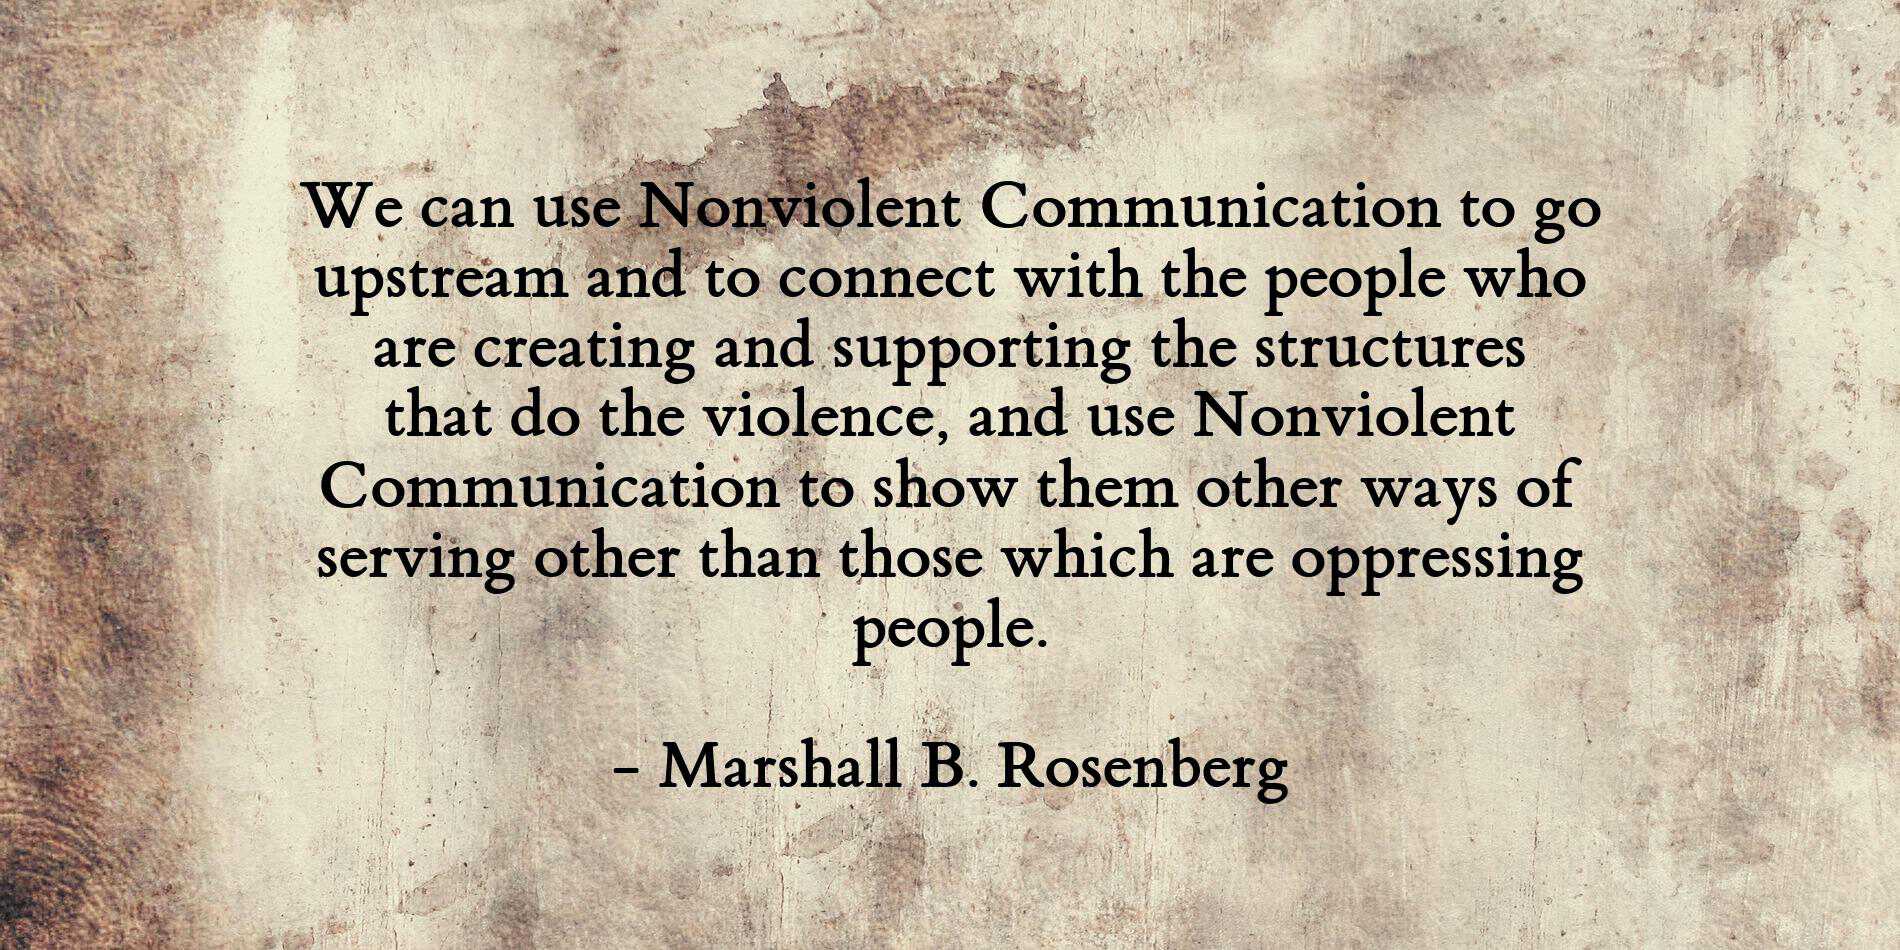 We can use Nonviolent Communication to go
upstream and to connect with the people who
are creating and supporting the structures
that do the violence, and use Nonviolent
Communication to show them other ways of
serving other than those which are oppressing
people.
– Marshall B. Rosenberg